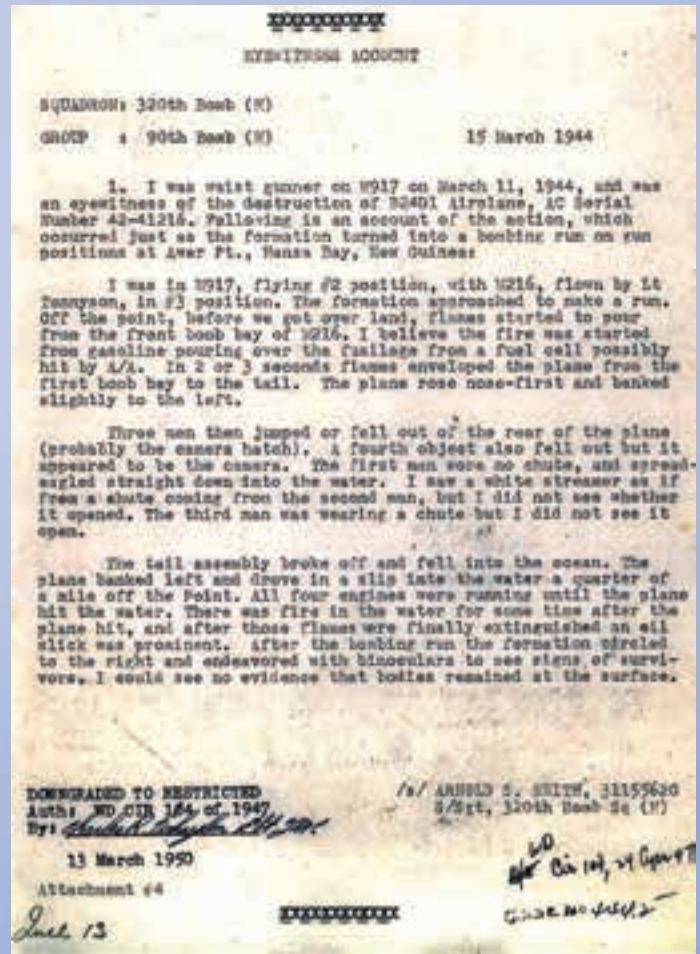 EYEWITNESS ACCOUNT
SQUADRON: 320th Bomb (H)
GROUP : 90th Bomb (H) 15 March 1944
1. I was waist gunner on #917 on March 11, 1944, and was
an eyewitness of the destruction of B24D1 Airplane, AC Serial
Number 42-41216. Following is an account of the action, which
occurred just as the formation turned into a bombing run on gun
positions at Awar Pt., Hansa Bay, New Guinea:
I was in #917, flying #2 position, with #216, flown by Lt
Tennyson, in #3 position. The formation approached to make a run.
Off the point, before we got over land, flames started to pour
from the front boob bay of #216. I believe the fire was started
from gasoline pouring over the fusilage from a fuel cell possibly
hit by A/A. In 2 or 3 seconds flames enveloped the plane from the
first boob bay to the tail. The plane rose nose-first and banked
slightly to the left.
Three men then jumped or fell out of the rear of the plane
(probably the camera hatch). A fourth object also fell out but it
appeared to be the camera. The first man wore no chute, and spread-
eagled straight down into the water. I saw a white streamer as if
from a chute coming from the second man, but I did not see whether
it opened. The third man was wearing a chute but I did not see it
open.
The tail assembly broke off and fell into the ocean. The
plane banked left and drove in a slip into the water a quarter of
a mile off the Point. All four engines were running until the plane
hit the water. There was fire in the water for some time after the
plane hit, and after those flames were finally extinguished an oil
slick was prominent. After the bombing run the formation circled
to the right and endeavored with binoculars to see signs of survi-
vors. I could see no evidence that bodies remained at the surface.
DOWNGRADED TO RESTRICTED /s/ ARNOLD S. SMITH, 31155620
Auth: WD CIR 164 of 1947 S/Sgt, 320th Bomb Sq (H)
By:
13 March 1950
Attachment #4
Incl 13